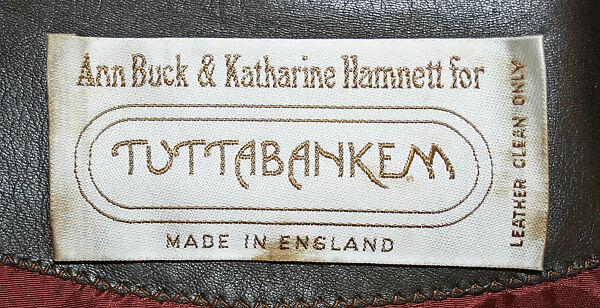 Ann Buck & Katharine Hamnett for
TUTTABANKEM
MADE IN ENGLAND
LEATHER CLEAN ONLY